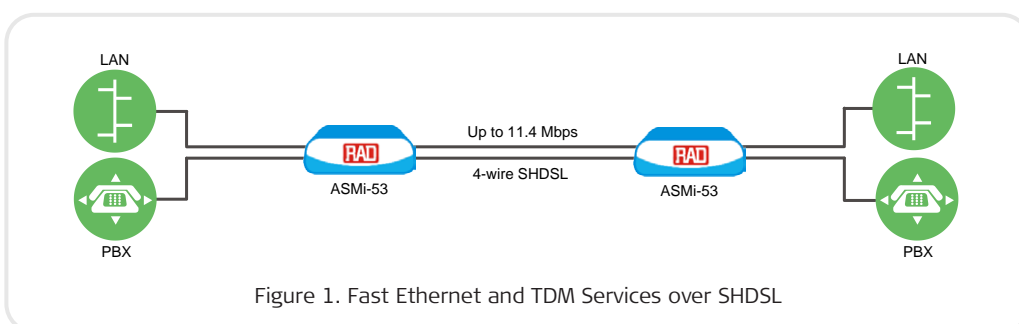 LAN
LAN
Up to 11.4 Mbps
RAD
RAD
4-wire SHDSL
ASMi-53
ASMi-53
PBX
PBX
Figure 1. Fast Ethernet and TDM Services over SHDSL